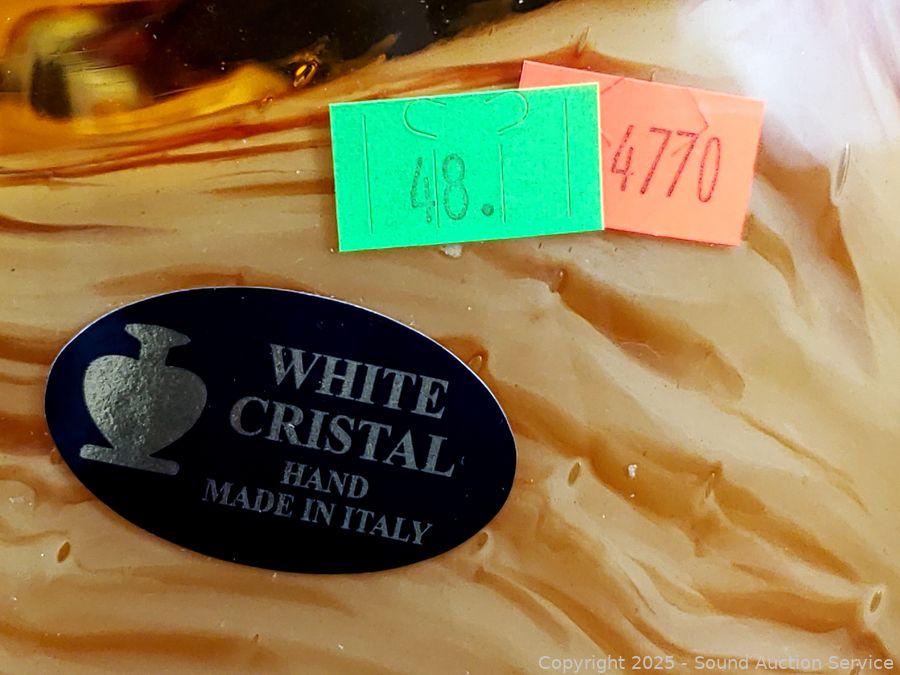 48.
4770
WHITE
CRISTAL
HAND
MADE IN ITALY
Copyright 2025 - Sound Auction Service